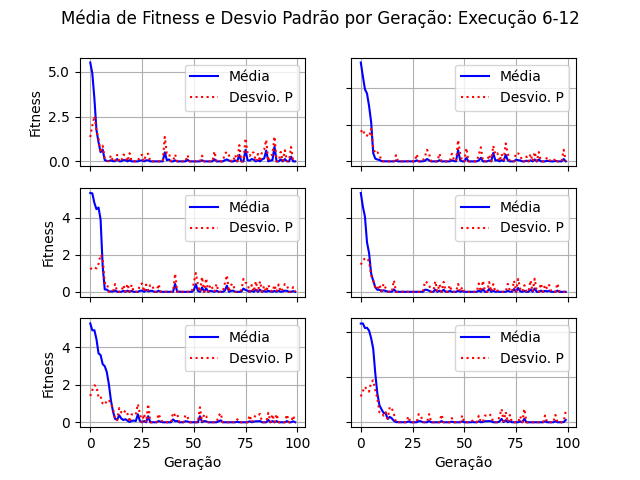 Média de Fitness e Desvio Padrão por Geração: Execução 6-12
Fitness
5.0
2.5
0.0
Média
Desvio. P
Média
Desvio. P
Fitness
4
2
0
Média
Desvio. P
Média
Desvio. P
Fitness
4
2
0
Média
Desvio. P
Média
Desvio. P
0 25 50 75 100
0 25 50 75 100
Geração
Geração